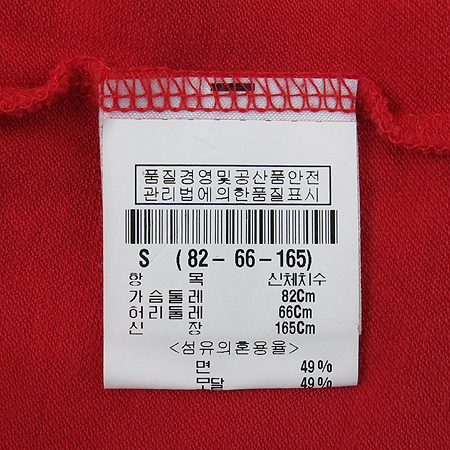 품질경영및공산품안전
관리법에의한품질표시
S (82-66-165)
항 목 신체치수
가슴둘레 82Cm
허리둘레 66Cm
신 장 165Cm
<섬유의혼용율>
면 49%
모달 49%